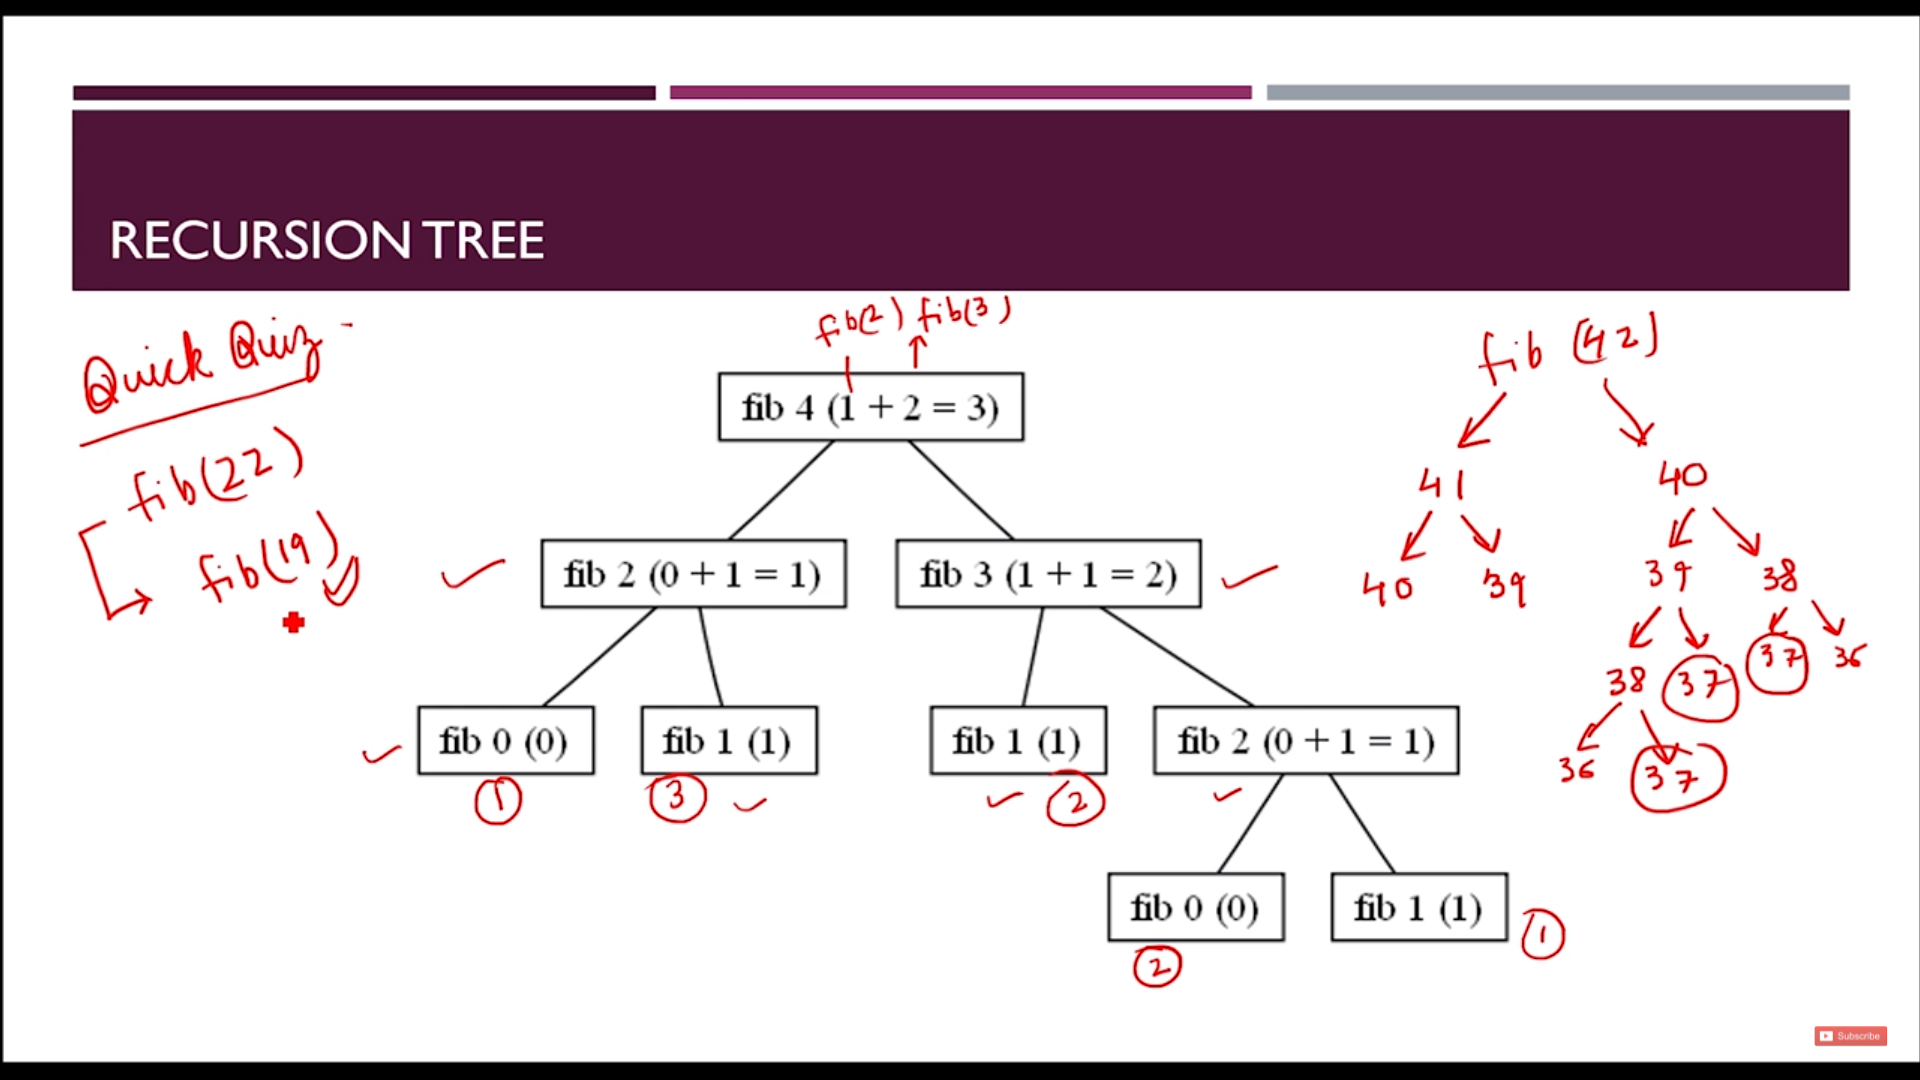 RECURSION TREE
Quick Quiz -
fib(22)
fib(19)
fib(2) fib(3)
fib 4 (1 + 2 = 3)
fib 2 (0 + 1 = 1)
fib 3 (1 + 1 = 2)
fib 0 (0)
fib 1 (1)
fib 1 (1)
fib 2 (0 + 1 = 1)
1
3
2
fib 0 (0)
fib 1 (1)
2
1
fib (42)
41 40
40 39 39 38
38 37 37 36
36 37
Subscribe